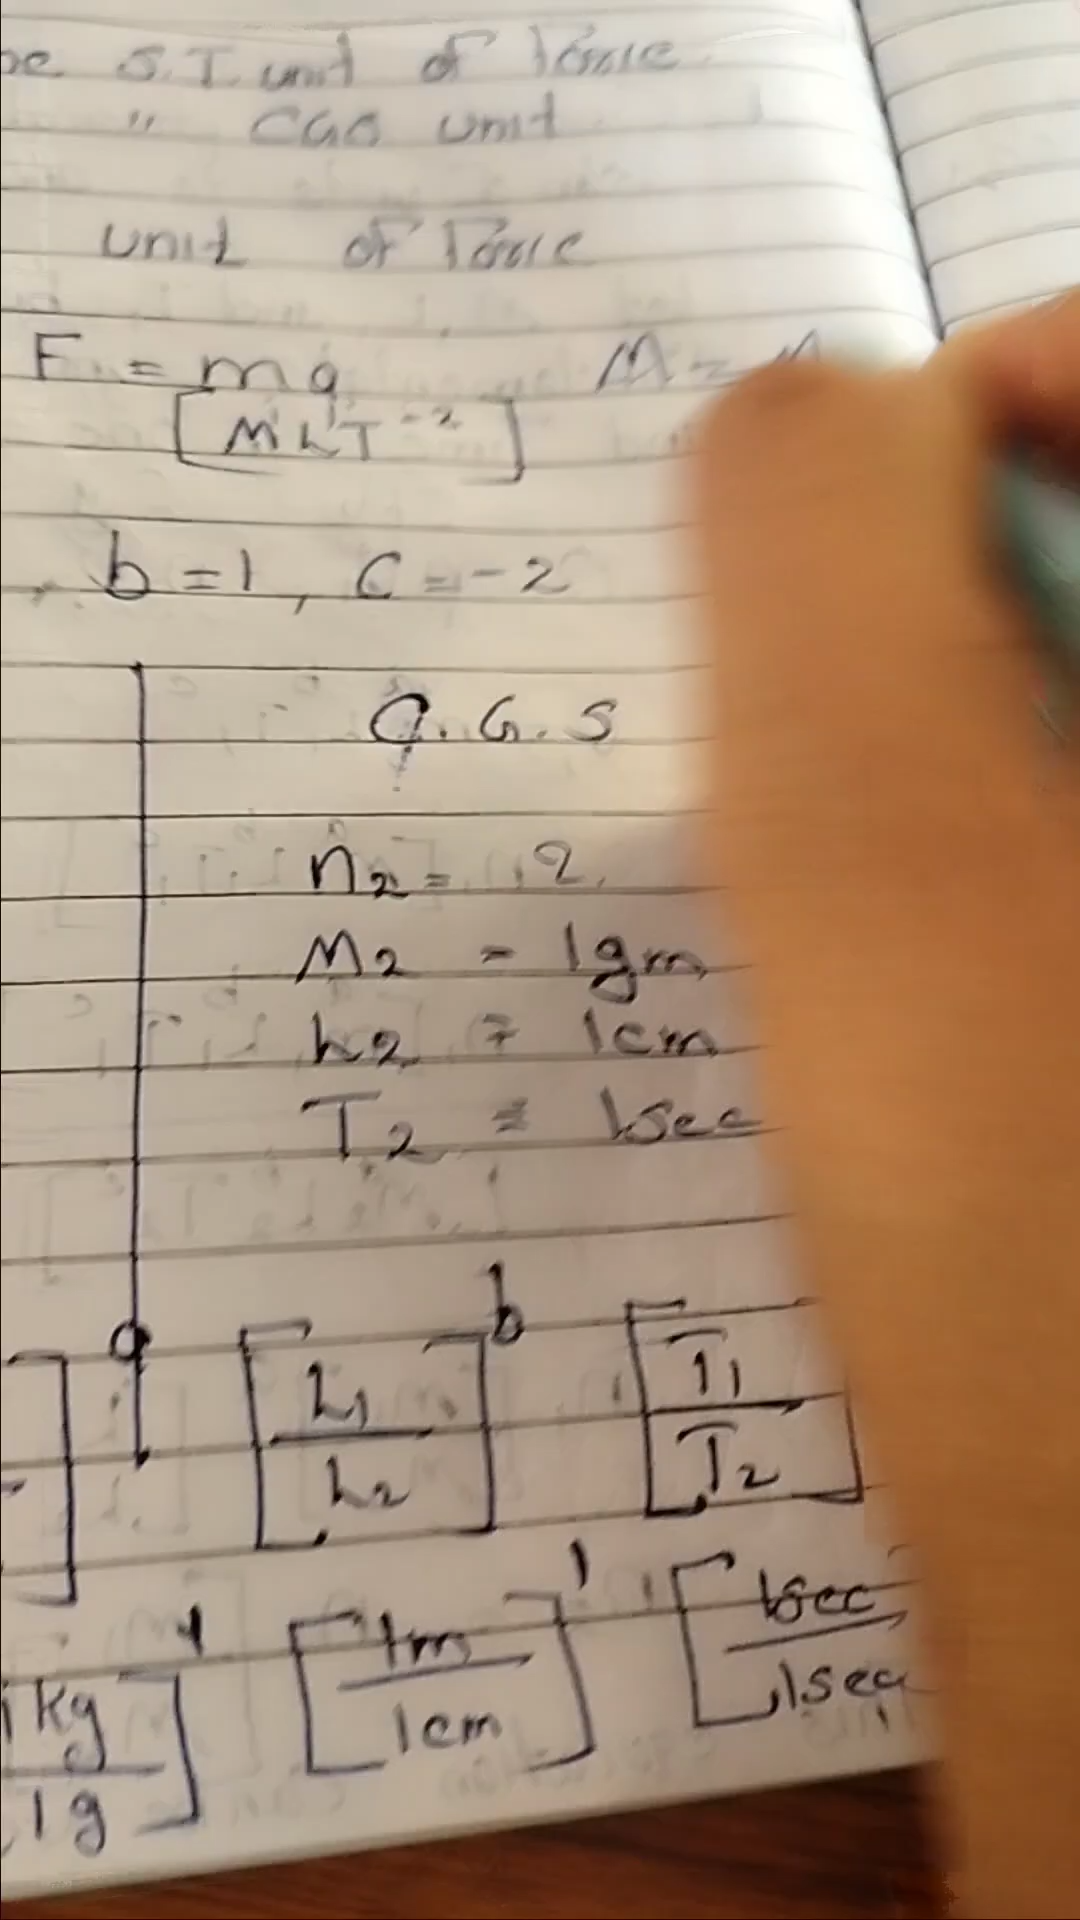 S.I. unit of force
" CGS unit
unit of force
F = ma
[M L'T⁻²]
b = 1, C = -2
C.G.S
n₂ = ?
M₂ = 1gm
L₂ = 1cm
T₂ = 1sec
a [L₁/L₂]ᵇ [T₁/T₂]
[1kg/1g]¹ [1m/1cm]¹ [1sec/1sec]